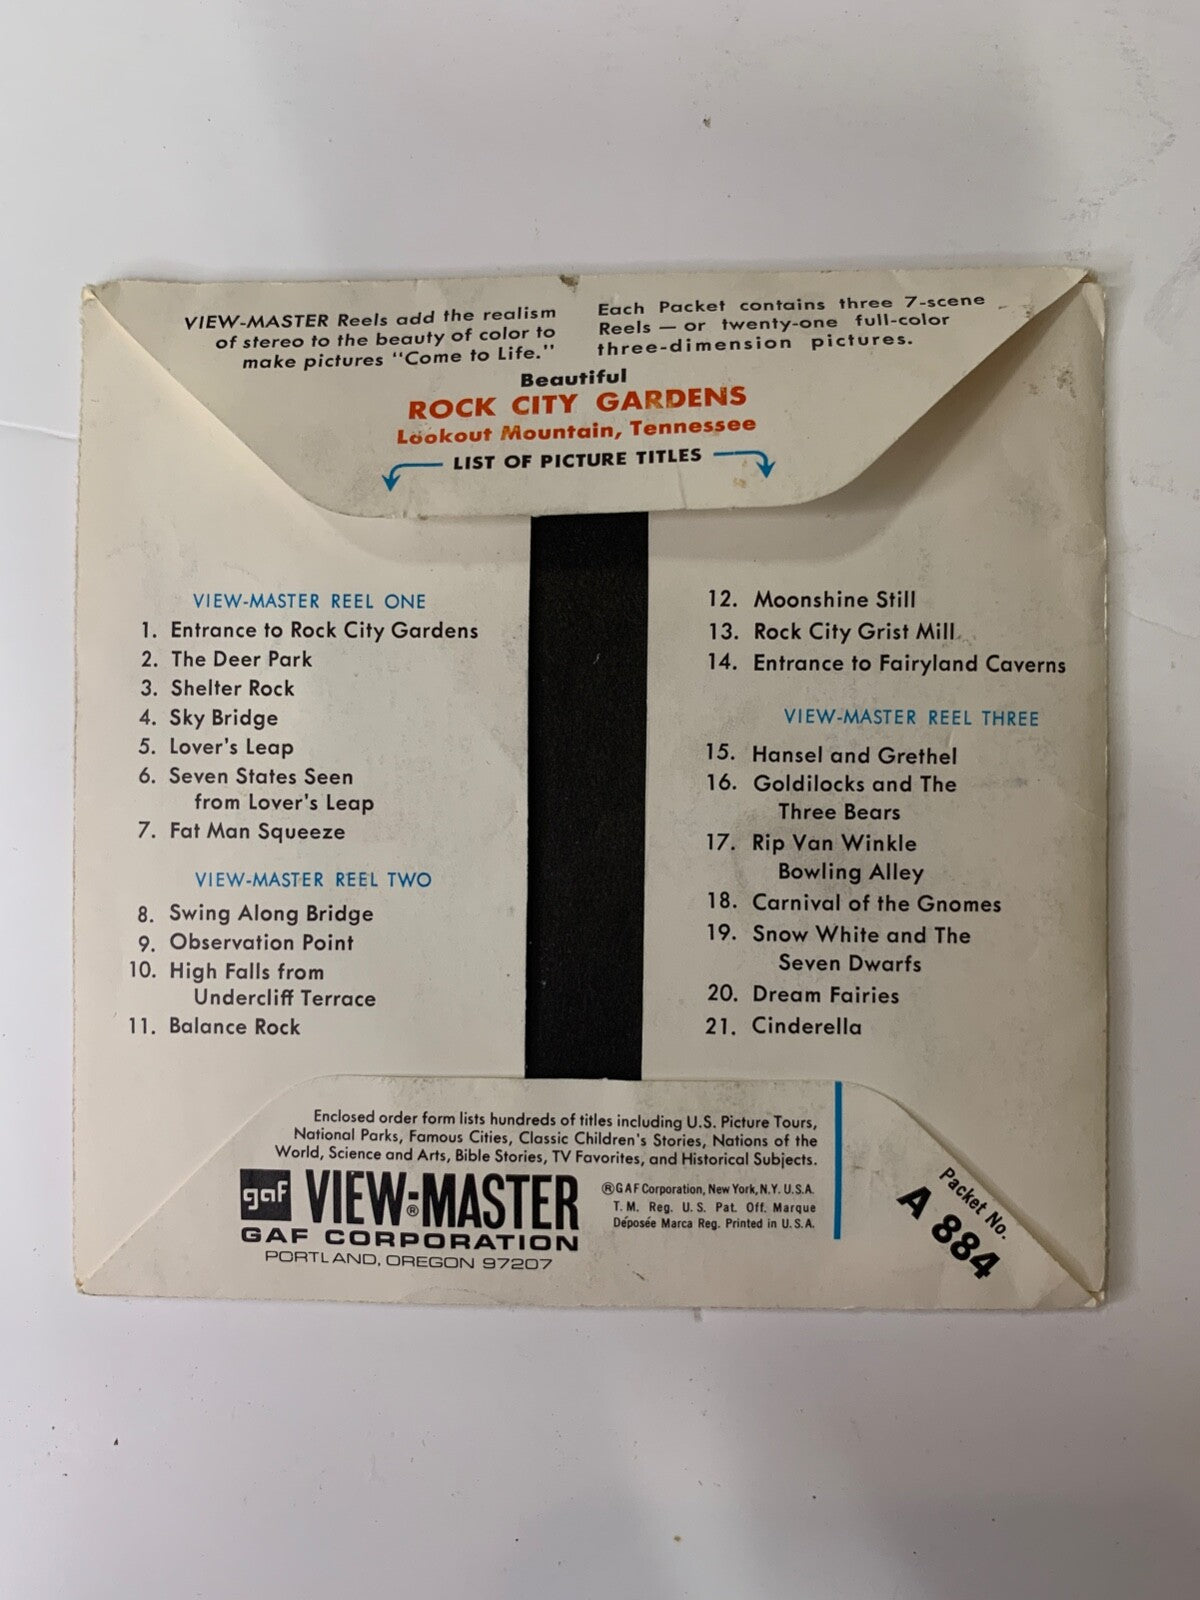 VIEW-MASTER Reels add the realism
of stereo to the beauty of color to
make pictures "Come to Life."
Each Packet contains three 7-scene
Reels — or twenty-one full-color
three-dimension pictures.
Beautiful
ROCK CITY GARDENS
Lookout Mountain, Tennessee
LIST OF PICTURE TITLES
VIEW-MASTER REEL ONE
1. Entrance to Rock City Gardens
2. The Deer Park
3. Shelter Rock
4. Sky Bridge
5. Lover's Leap
6. Seven States Seen
from Lover's Leap
7. Fat Man Squeeze
VIEW-MASTER REEL TWO
8. Swing Along Bridge
9. Observation Point
10. High Falls from
Undercliff Terrace
11. Balance Rock
12. Moonshine Still
13. Rock City Grist Mill
14. Entrance to Fairyland Caverns
VIEW-MASTER REEL THREE
15. Hansel and Grethel
16. Goldilocks and The
Three Bears
17. Rip Van Winkle
Bowling Alley
18. Carnival of the Gnomes
19. Snow White and The
Seven Dwarfs
20. Dream Fairies
21. Cinderella
Enclosed order form lists hundreds of titles including U.S. Picture Tours,
National Parks, Famous Cities, Classic Children's Stories, Nations of the
World, Science and Arts, Bible Stories, TV Favorites, and Historical Subjects.
gaf VIEW-MASTER ®
GAF CORPORATION
PORTLAND, OREGON 97207
®GAF Corporation, New York, N.Y. U.S.A.
T.M. Reg. U.S. Pat. Off. Marque
Déposée Marca Reg. Printed in U.S.A.
Packet No.
A 884